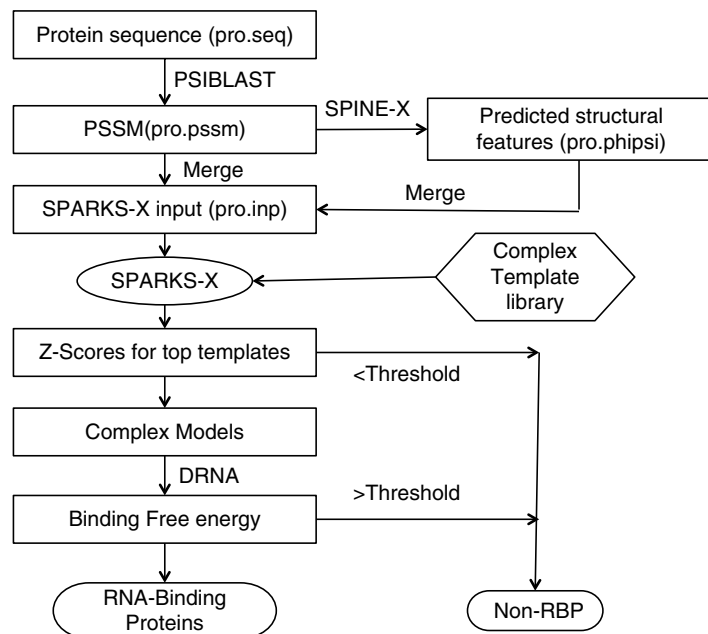 Protein sequence (pro.seq)
PSIBLAST
PSSM(pro.pssm)
SPINE-X
Predicted structural
features (pro.phipsi)
Merge
Merge
SPARKS-X input (pro.inp)
SPARKS-X
Complex
Template
library
Z-Scores for top templates
<Threshold
Complex Models
DRNA
Binding Free energy
>Threshold
RNA-Binding
Proteins
Non-RBP